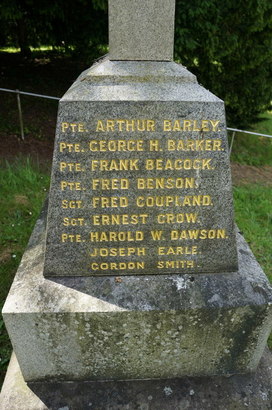 PTE. ARTHUR BARLEY.
PTE. GEORGE H. BARKER.
PTE. FRANK BEACOCK.
PTE. FRED BENSON.
SGT FRED COUPLAND.
SGT. ERNEST CROW.
PTE. HAROLD W. DAWSON.
JOSEPH EARLE
GORDON SMITH